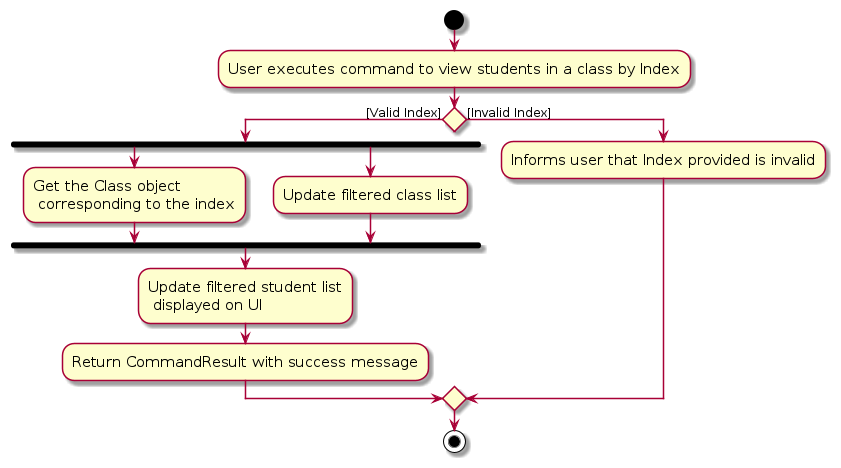 User executes command to view students in a class by Index
[Valid Index]
[Invalid Index]
Get the Class object
corresponding to the index
Update filtered class list
Informs user that Index provided is invalid
Update filtered student list
displayed on UI
Return CommandResult with success message